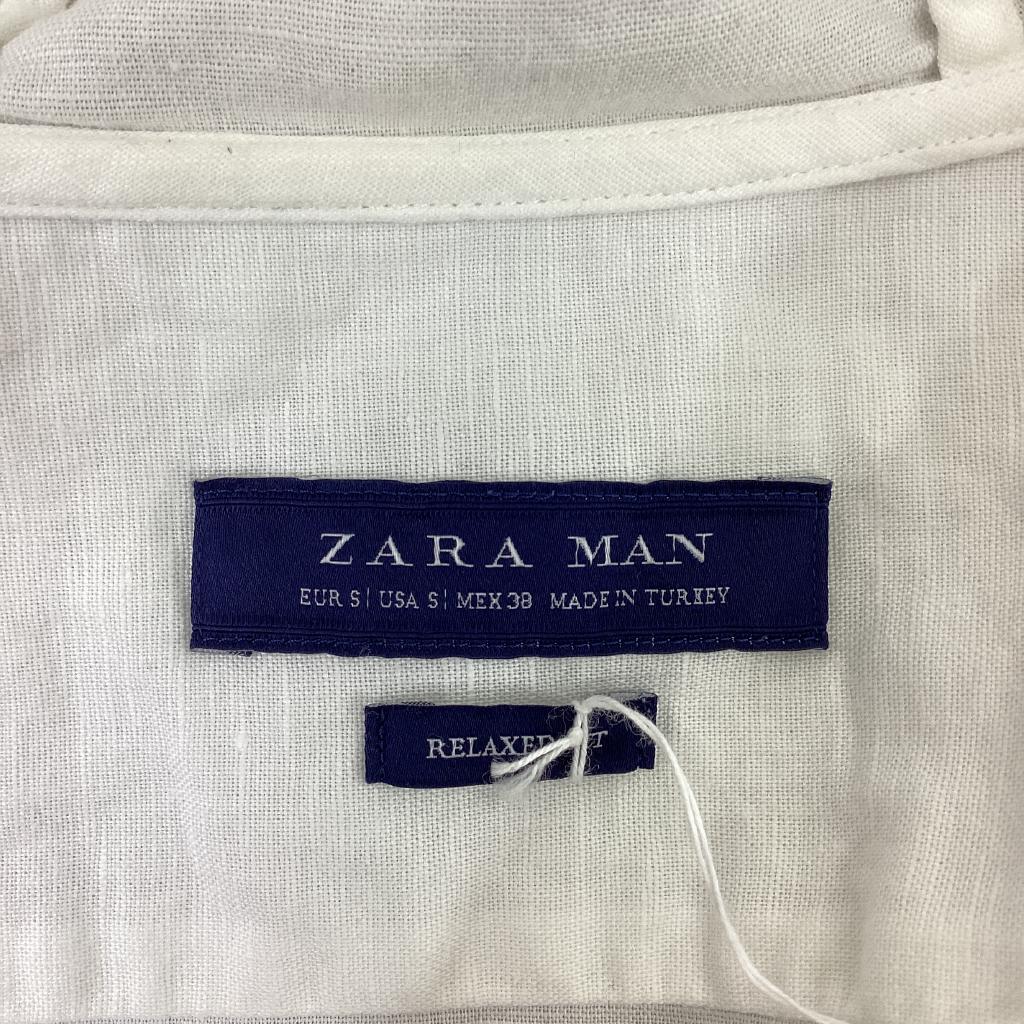 ZARA MAN
EUR S | USA S | MEX 38 MADE IN TURKEY
RELAXED